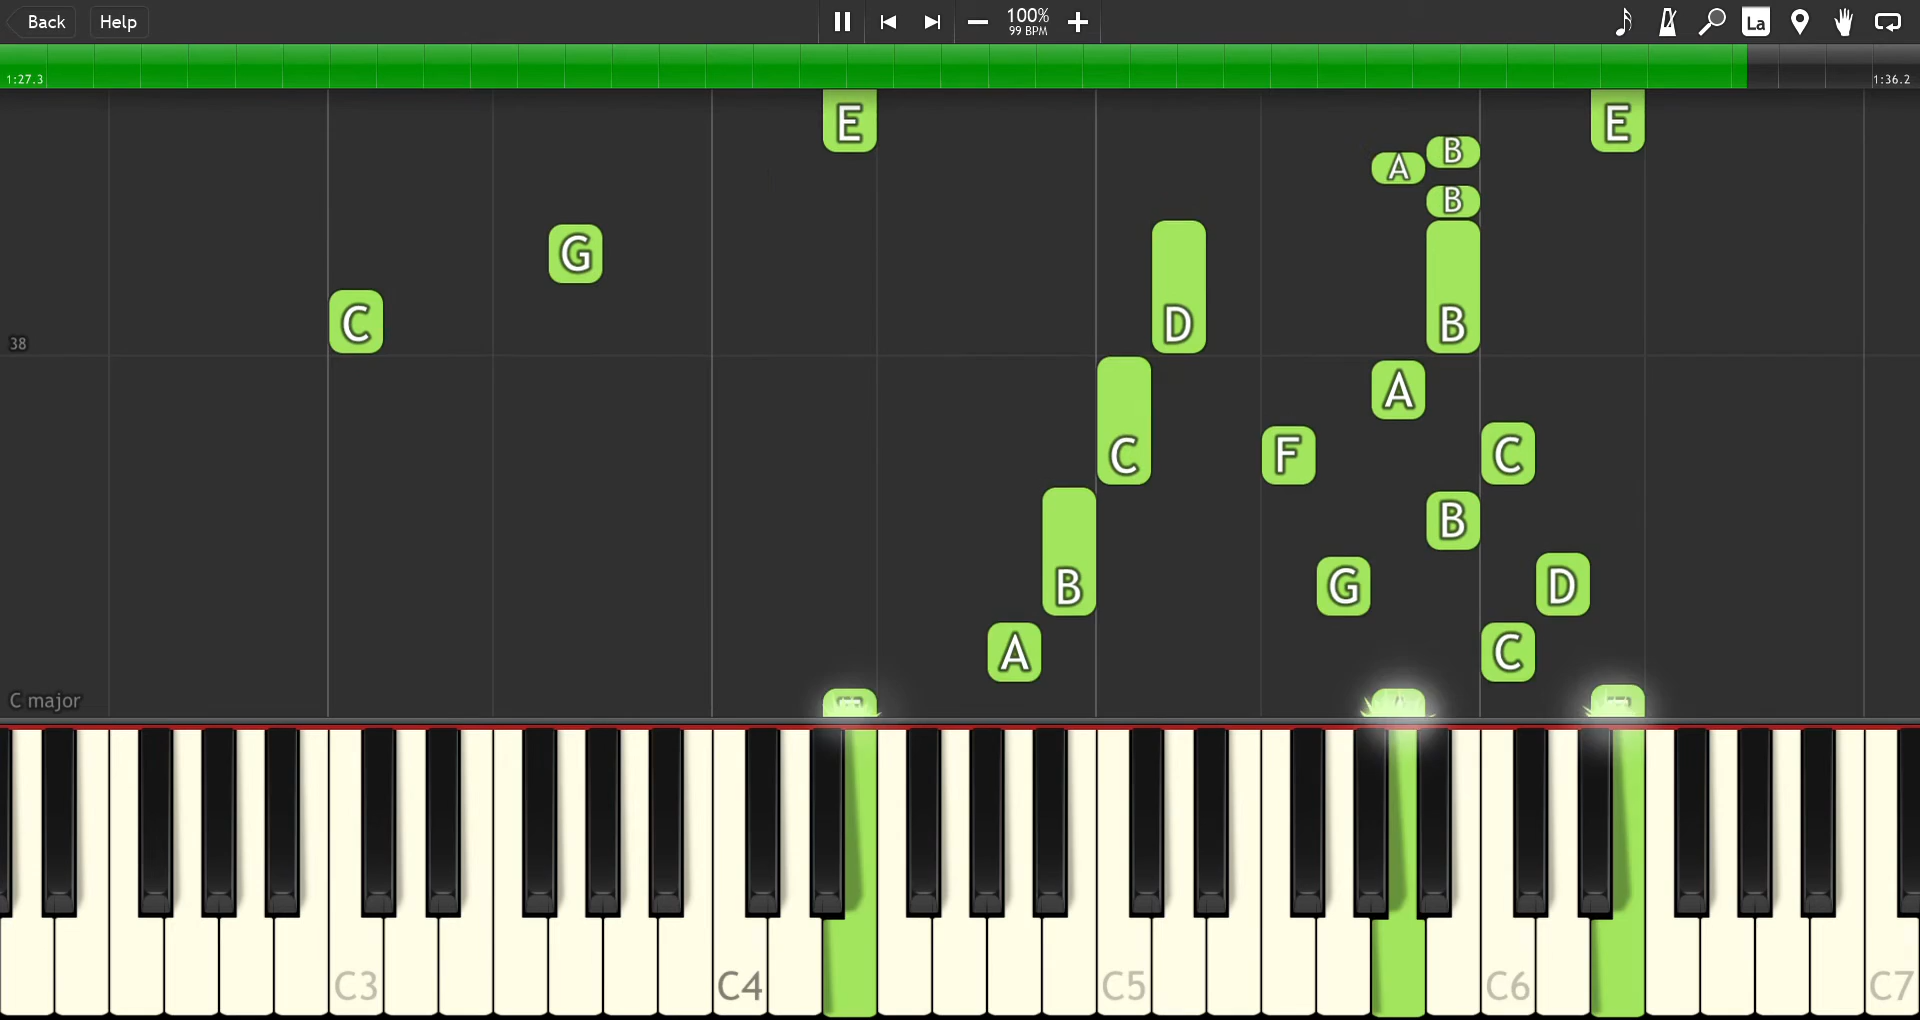 Back Help 100% La
99 BPM
1:27.3 1:36.2
E E
B
A
B
G
C D B
38
A
C F C
B
B G D
A C
C major
C3 C4 C5 C6 C7